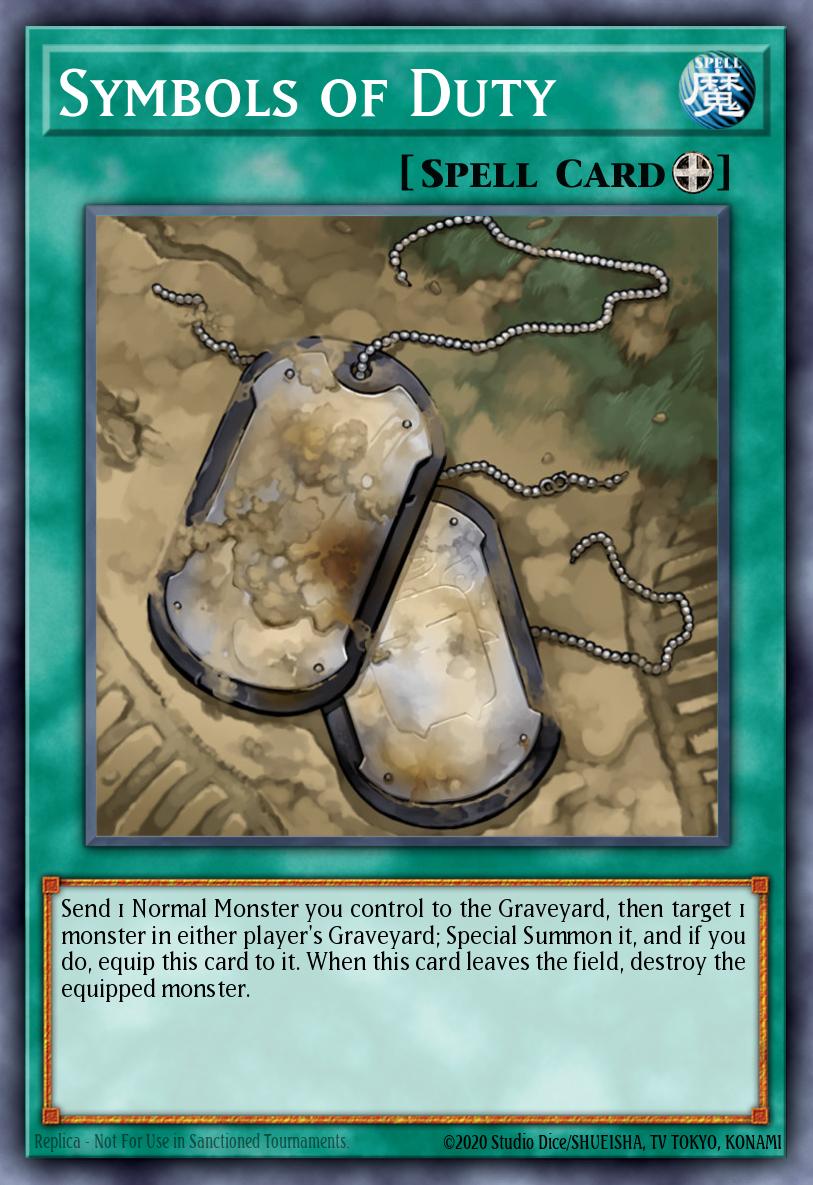 Symbols of Duty
SPELL
魔
[Spell Card]
Send 1 Normal Monster you control to the Graveyard, then target 1
monster in either player's Graveyard; Special Summon it, and if you
do, equip this card to it. When this card leaves the field, destroy the
equipped monster.
Replica - Not For Use in Sanctioned Tournaments.
©2020 Studio Dice/SHUEISHA, TV TOKYO, KONAMI